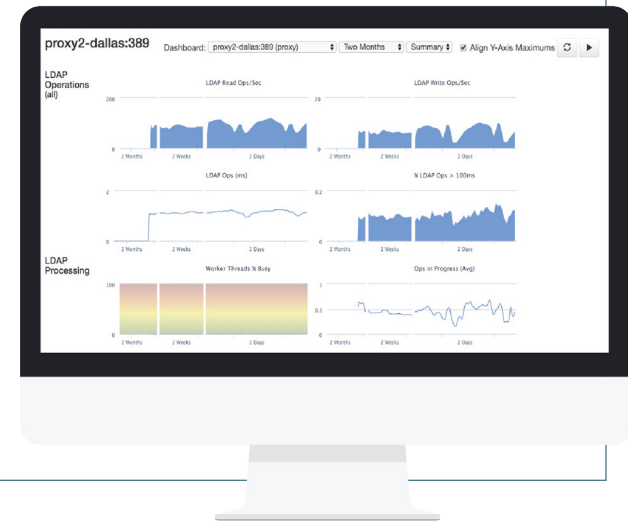 proxy2-dallas:389
Dashboard: proxy2-dallas:389 (proxy) Two Months Summary Align Y-Axis Maximums
LDAP
Operations
(all)
LDAP Read Ops/Sec
200
0
2 Months 2 Weeks 2 Days
LDAP Write Ops/Sec
20
0
2 Months 2 Weeks 2 Days
LDAP Ops (ms)
2
0
2 Months 2 Weeks 2 Days
% LDAP Ops > 100ms
0.2
0
2 Months 2 Weeks 2 Days
LDAP
Processing
Worker Threads % Busy
100
0
2 Months 2 Weeks 2 Days
Ops in Progress (Avg)
1
0.5
0
2 Months 2 Weeks 2 Days